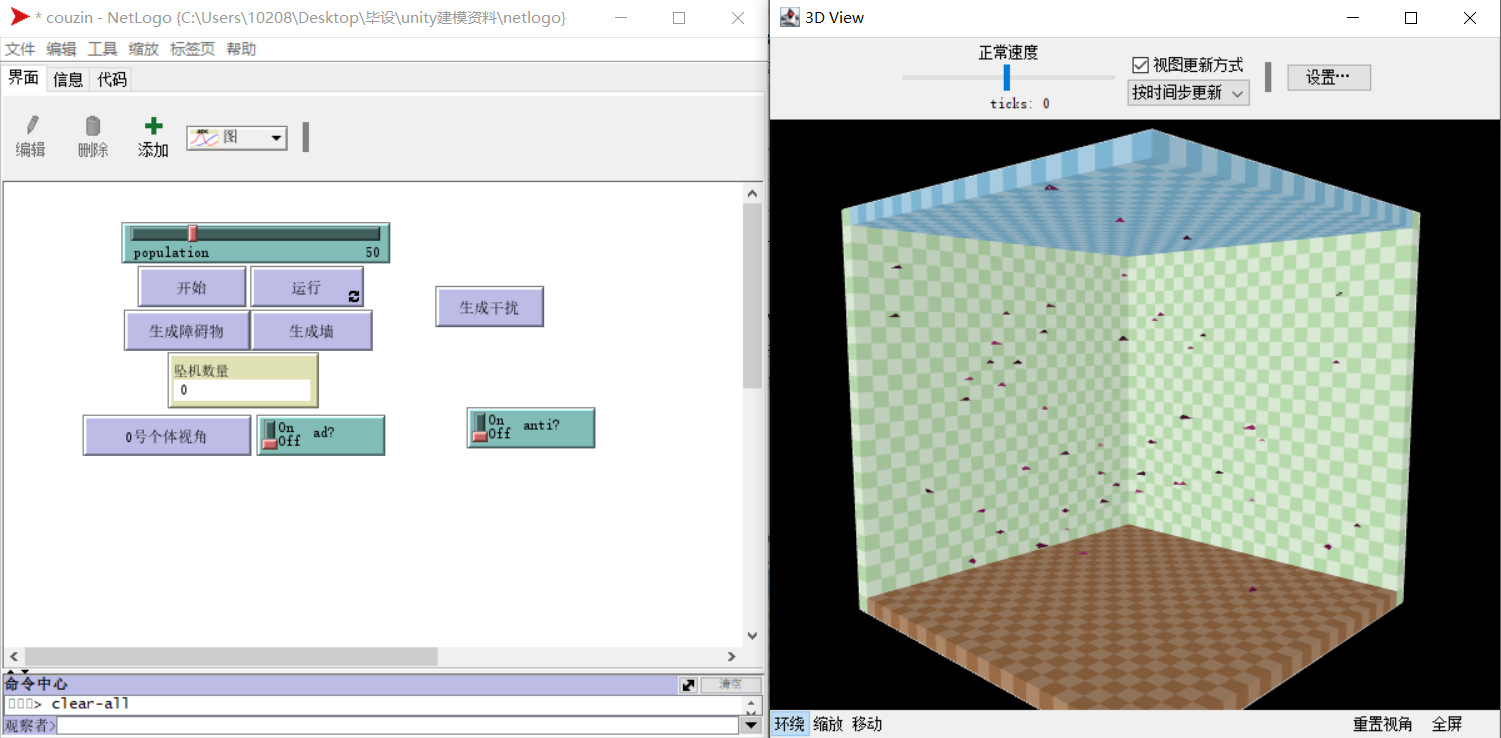 * couzin - NetLogo {C:\Users\10208\Desktop\毕设\unity建模资料\netlogo}
文件 编辑 工具 缩放 标签页 帮助
界面 信息 代码
编辑 删除 添加 图
population 50
开始 运行
生成障碍物 生成墙
生成干扰
坠机数量
0
0号个体视角
On
Off
ad?
On
Off
anti?
命令中心 清空
> clear-all
观察者>
3D View
正常速度
ticks: 0
视图更新方式
按时间步更新
设置…
环绕 缩放 移动 重置视角 全屏